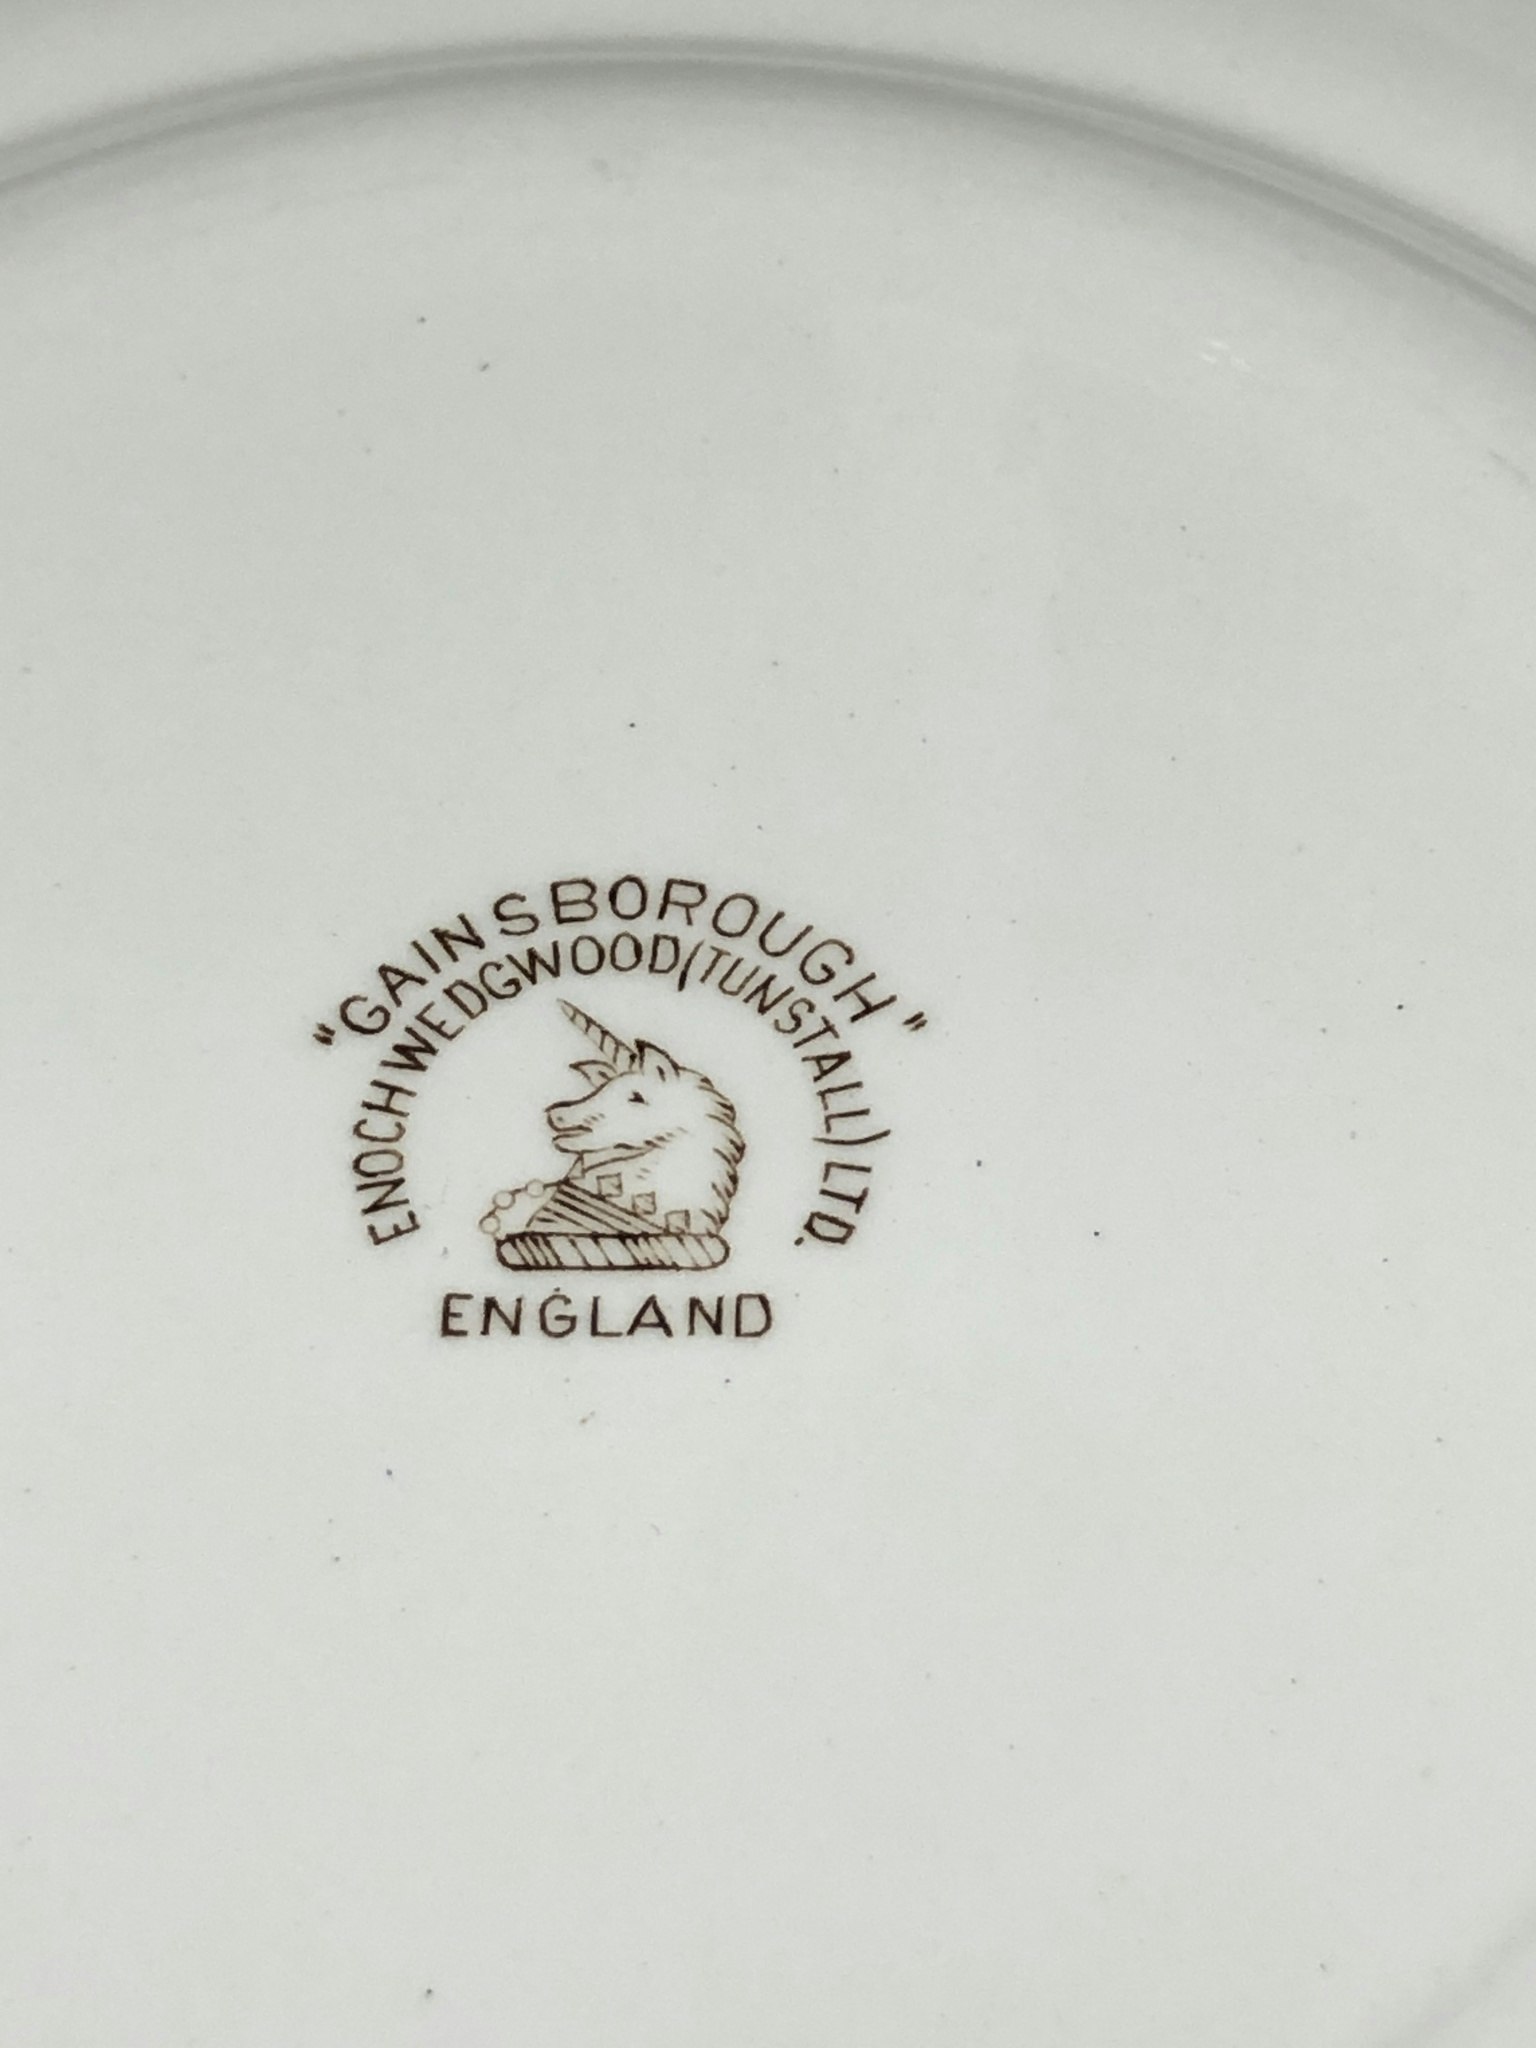 "GAINSBOROUGH"
ENOCH WEDGWOOD (TUNSTALL) LTD.
ENGLAND